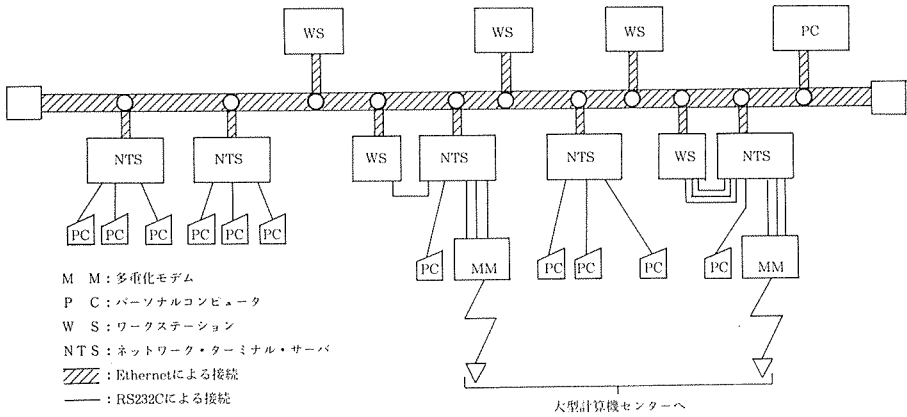 WS
WS
WS
PC
NTS
NTS
WS
NTS
NTS
WS
NTS
PC
PC
PC
PC
PC
PC
PC
MM
PC
PC
PC
PC
MM
M M：多重化モデム
P C：パーソナルコンピュータ
W S：ワークステーション
NTS：ネットワーク・ターミナル・サーバ
：Ethernetによる接続
：RS232Cによる接続
大型計算機センターへ